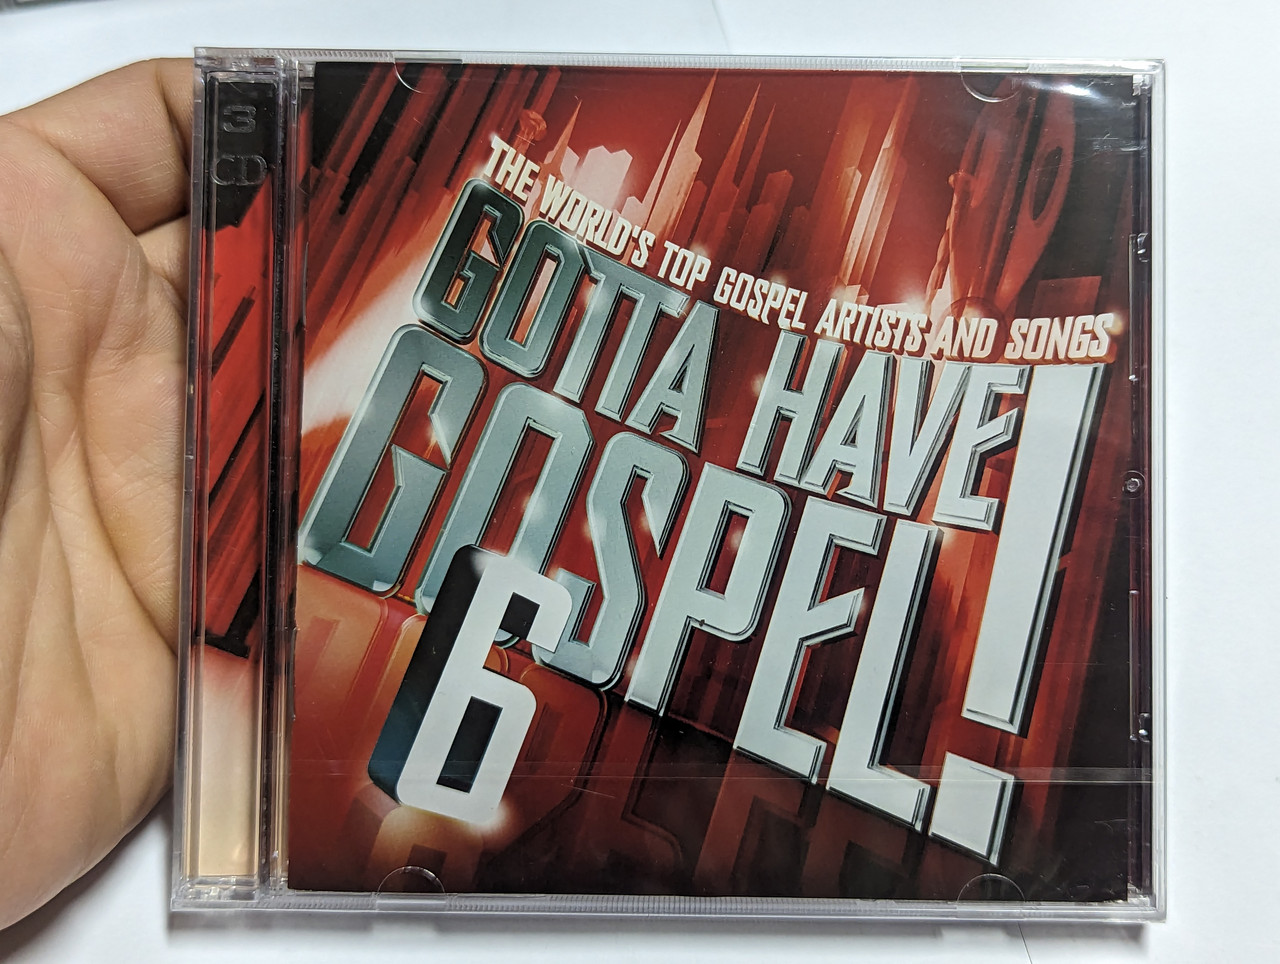 3
CD
THE WORLD'S TOP GOSPEL ARTISTS AND SONGS
GOTTA HAVE
GOSPEL!
6